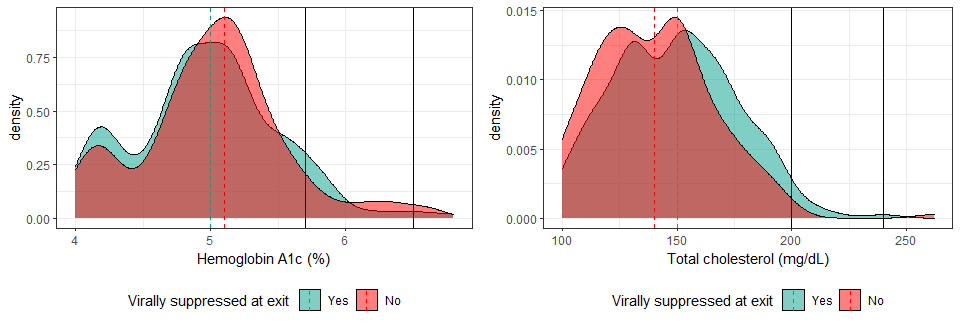 density
0.75
0.50
0.25
0.00
4
5
6
Hemoglobin A1c (%)
Virally suppressed at exit
Yes
No
density
0.015
0.010
0.005
0.000
100
150
200
250
Total cholesterol (mg/dL)
Virally suppressed at exit
Yes
No